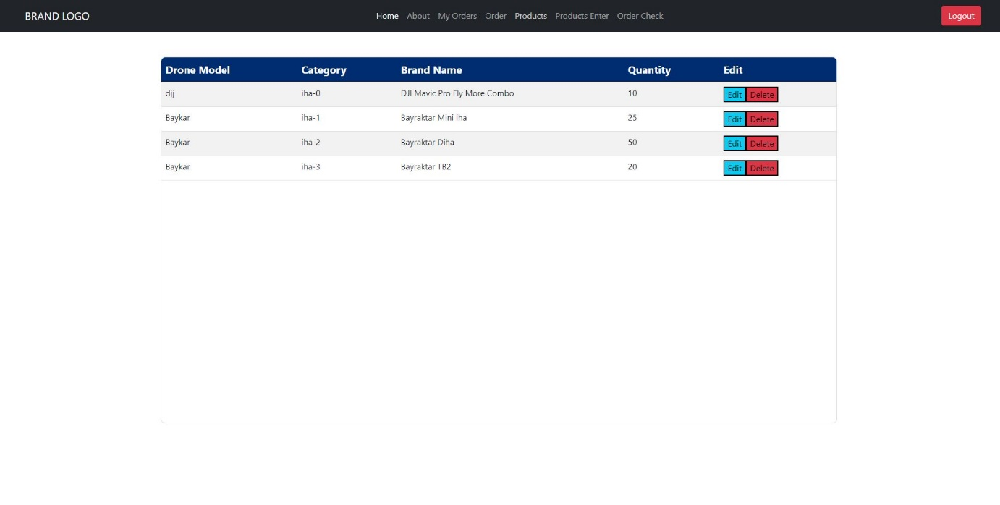 BRAND LOGO Home About My Orders Order Products Products Enter Order Check Logout
Drone Model Category Brand Name Quantity Edit
djj iha-0 DJI Mavic Pro Fly More Combo 10 Edit Delete
Baykar iha-1 Bayraktar Mini iha 25 Edit Delete
Baykar iha-2 Bayraktar Diha 50 Edit Delete
Baykar iha-3 Bayraktar TB2 20 Edit Delete